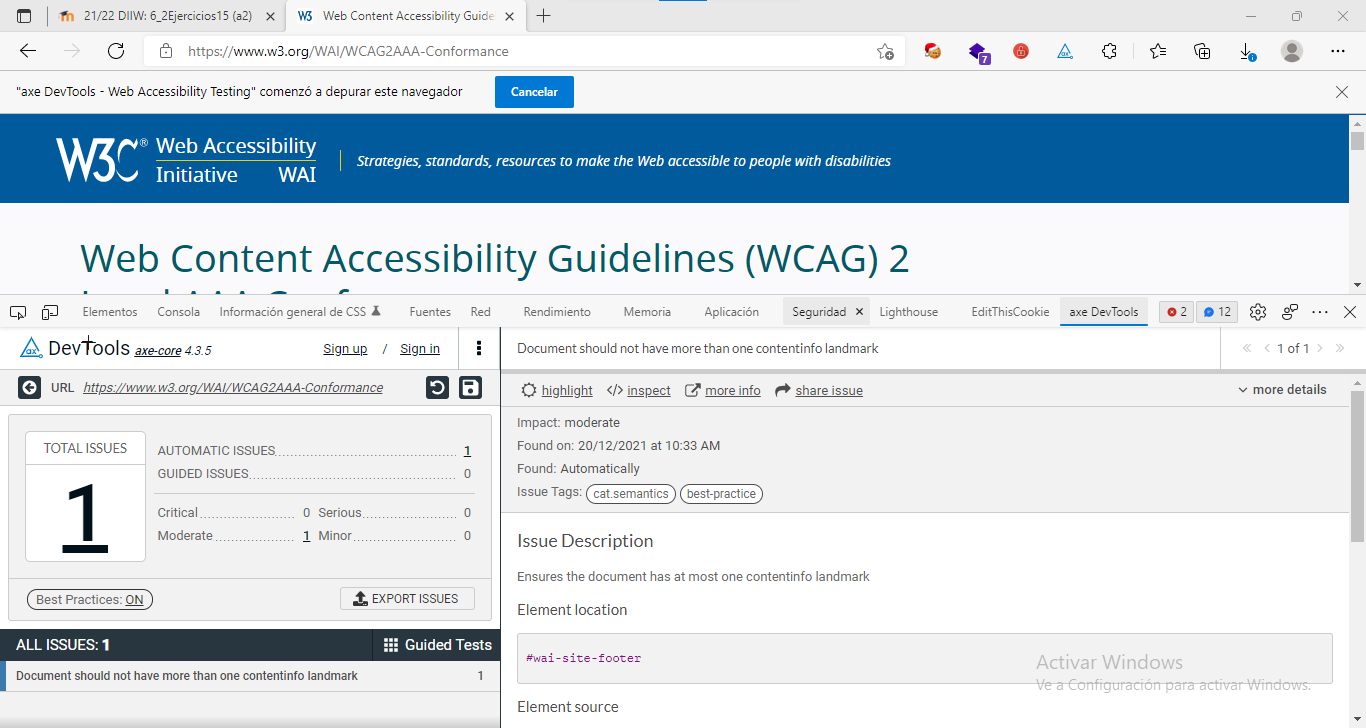 21/22 DIIW: 6_2Ejercicios15 (a2)
W3 Web Content Accessibility Guide
https://www.w3.org/WAI/WCAG2AAA-Conformance
7
"axe DevTools - Web Accessibility Testing" comenzó a depurar este navegador
Cancelar
W3C® Web Accessibility Initiative WAI
Strategies, standards, resources to make the Web accessible to people with disabilities
Web Content Accessibility Guidelines (WCAG) 2
Elementos Consola Información general de CSS Fuentes Red Rendimiento Memoria Aplicación Seguridad Lighthouse EditThisCookie axe DevTools 2 12
DevTools axe-core 4.3.5 Sign up / Sign in
URL https://www.w3.org/WAI/WCAG2AAA-Conformance
TOTAL ISSUES
1
AUTOMATIC ISSUES 1
GUIDED ISSUES 0
Critical 0 Serious 0
Moderate 1 Minor 0
Best Practices: ON
EXPORT ISSUES
ALL ISSUES: 1
Guided Tests
Document should not have more than one contentinfo landmark 1
Document should not have more than one contentinfo landmark
1 of 1
highlight </> inspect more info share issue
more details
Impact: moderate
Found on: 20/12/2021 at 10:33 AM
Found: Automatically
Issue Tags: cat.semantics best-practice
Issue Description
Ensures the document has at most one contentinfo landmark
Element location
#wai-site-footer
Element source
Activar Windows
Ve a Configuración para activar Windows.